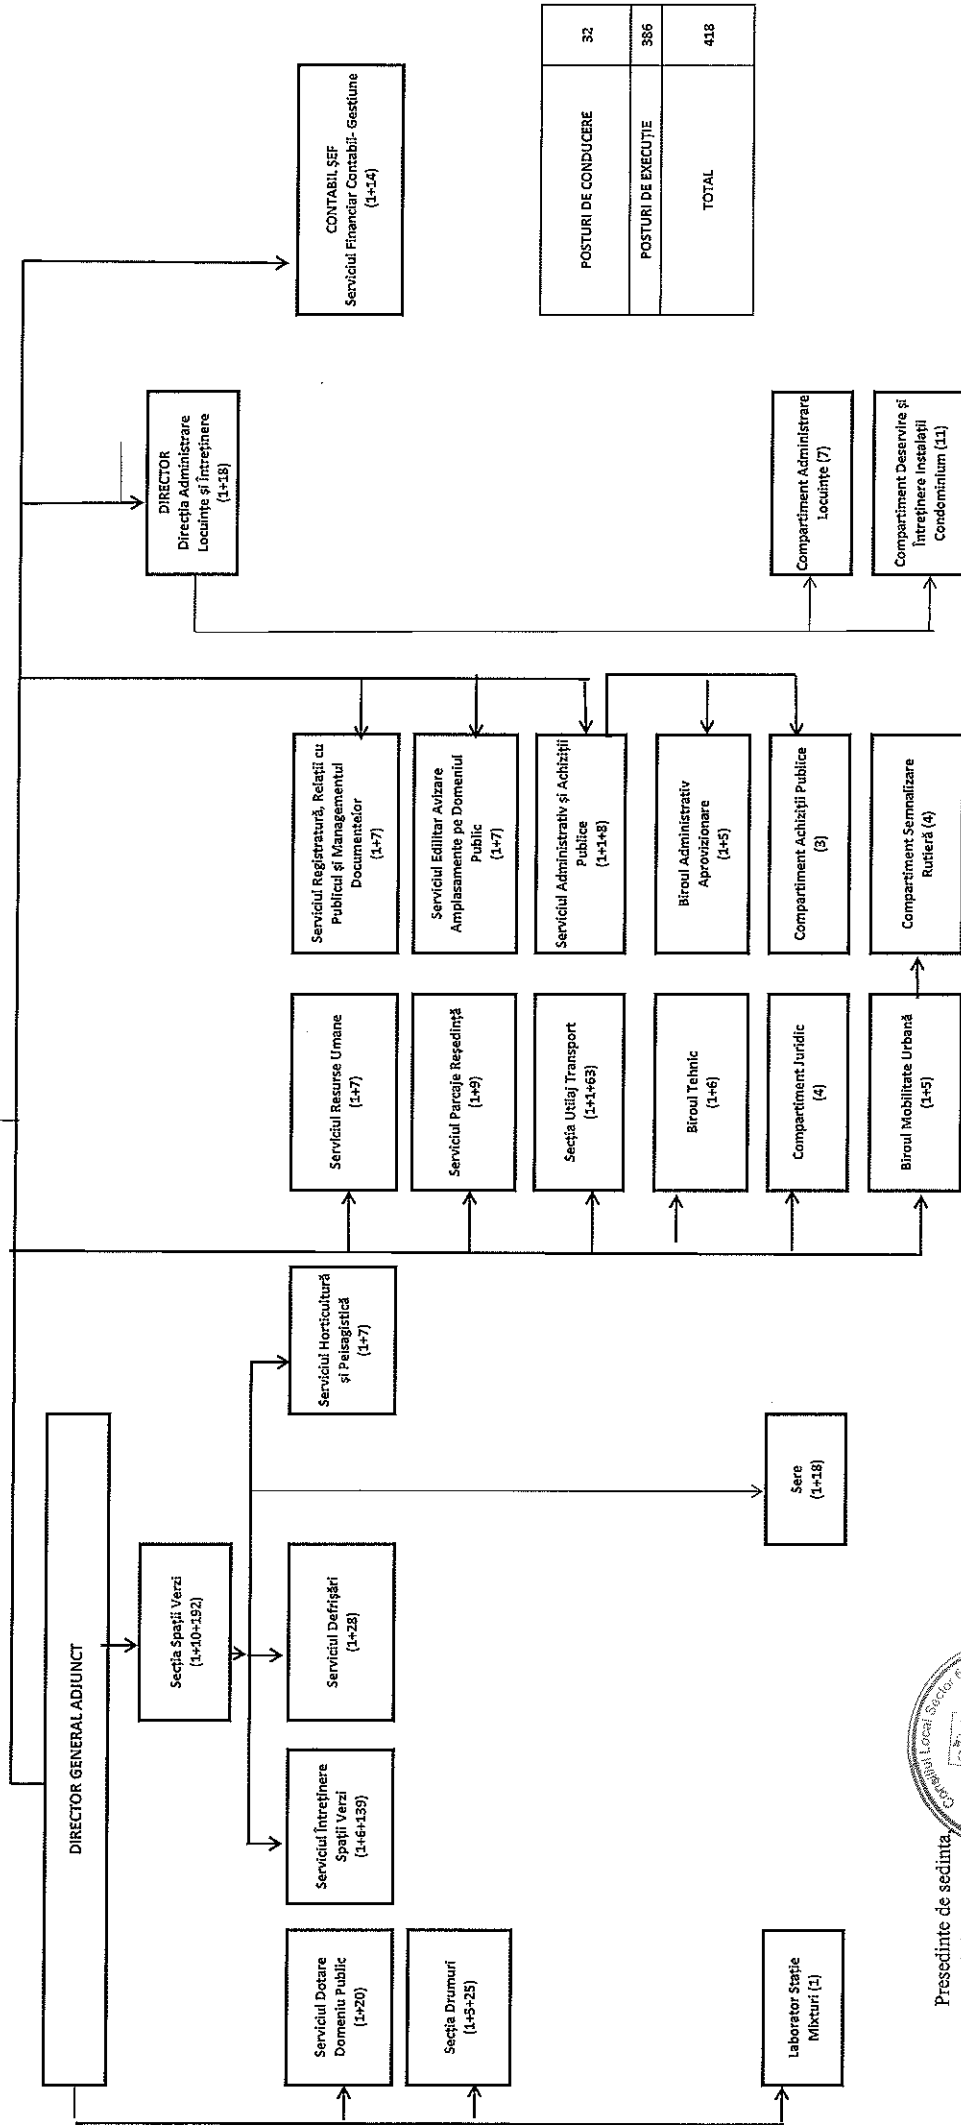 DIRECTOR GENERAL ADJUNCT
Secția Spații Verzi
(1+10+192)
DIRECTOR
Direcția Administrare
Locuințe și Întreținere
(1+18)
Serviciul Dotare
Domeniu Public
(1+20)
Serviciul Întreținere
Spații Verzi
(1+6+139)
Serviciul Defrișări
(1+28)
Serviciul Horticultură
și Peisagistică
(1+7)
Serviciul Resurse Umane
(1+7)
Serviciul Registratură, Relații cu
Publicul și Managementul
Documentelor
(1+7)
CONTABIL ȘEF
Serviciul Financiar Contabil- Gestiune
(1+14)
Secția Drumuri
(1+5+25)
Serviciul Parcaje Reședință
(1+9)
Serviciul Edilitar Avizare
Amplasamente pe Domeniul
Public
(1+7)
Secția Utilaj Transport
(1+1+63)
Serviciul Administrativ și Achiziții
Publice
(1+1+8)
POSTURI DE CONDUCERE 32
POSTURI DE EXECUȚIE 386
TOTAL 418
Biroul Tehnic
(1+6)
Biroul Administrativ
Aprovizionare
(1+5)
Laborator Stație
Mixturi (1)
Sere
(1+18)
Compartiment Juridic
(4)
Compartiment Achiziții Publice
(3)
Compartiment Administrare
Locuințe (7)
Biroul Mobilitate Urbană
(1+5)
Compartiment Semnalizare
Rutieră (4)
Compartiment Deservire și
Întreținere Instalații
Condominium (11)
Presedinte de sedinta,
Consiliul Local Sector 6